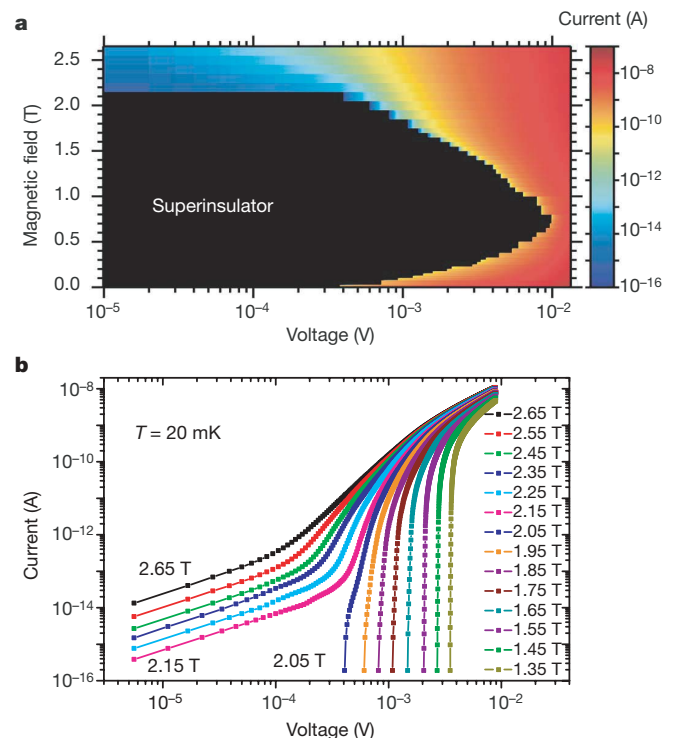 a
Current (A)
Magnetic field (T)
2.5
2.0
1.5
1.0
0.5
0.0
Superinsulator
10⁻⁸
10⁻¹⁰
10⁻¹²
10⁻¹⁴
10⁻¹⁶
10⁻⁵
10⁻⁴
10⁻³
10⁻²
Voltage (V)
b
Current (A)
10⁻⁸
10⁻¹⁰
10⁻¹²
10⁻¹⁴
10⁻¹⁶
T = 20 mK
2.65 T
2.15 T
2.05 T
2.65 T
2.55 T
2.45 T
2.35 T
2.25 T
2.15 T
2.05 T
1.95 T
1.85 T
1.75 T
1.65 T
1.55 T
1.45 T
1.35 T
10⁻⁵
10⁻⁴
10⁻³
10⁻²
Voltage (V)